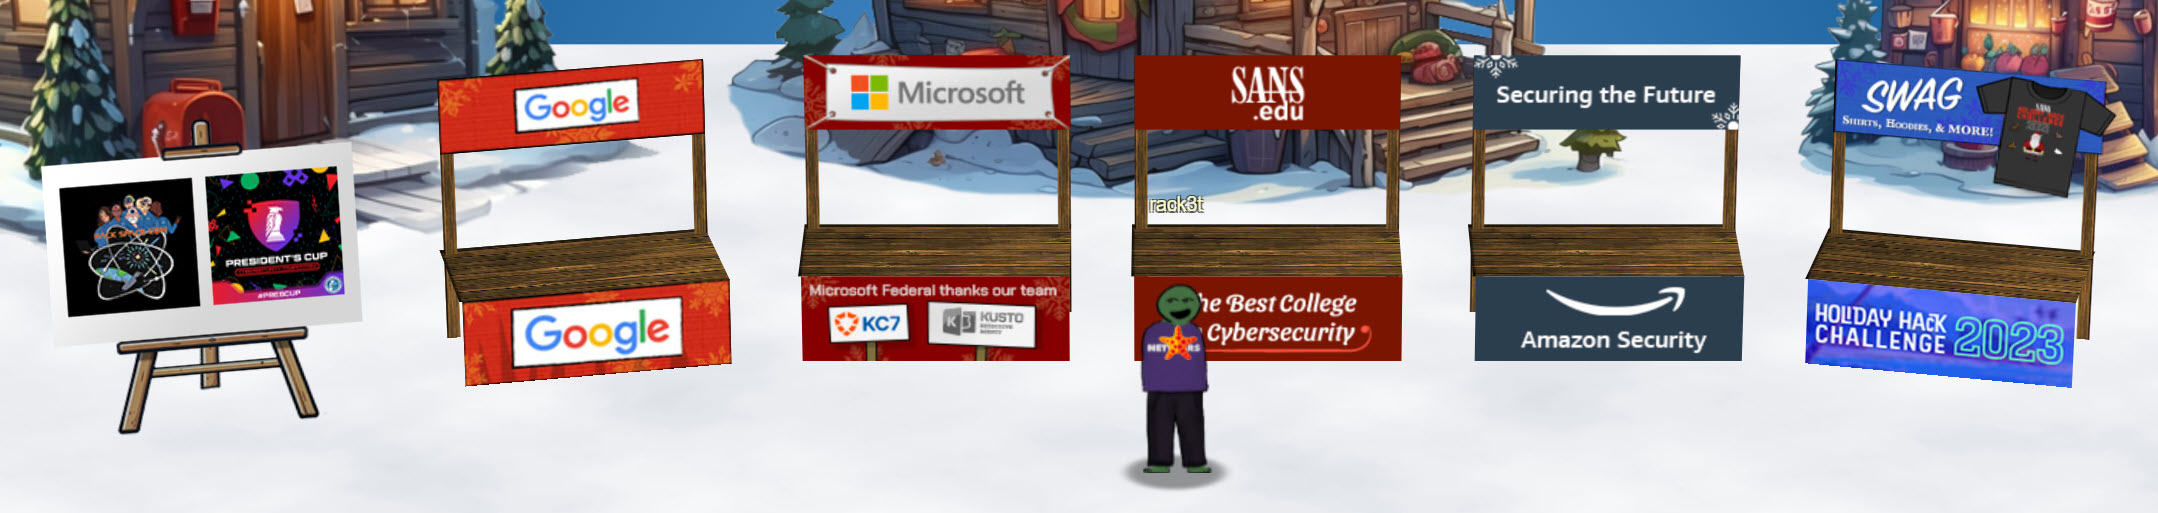 PRESIDENT'S CUP
#PRESCUP
Google
Google
Microsoft
Microsoft Federal thanks our team
KC7
KUSTO
SANS
.edu
rack3t
he Best College
Cybersecurity
Securing the Future
Amazon Security
SWAG
SHIRTS, HOODIES, & MORE!
HOLIDAY HACK
CHALLENGE 2023